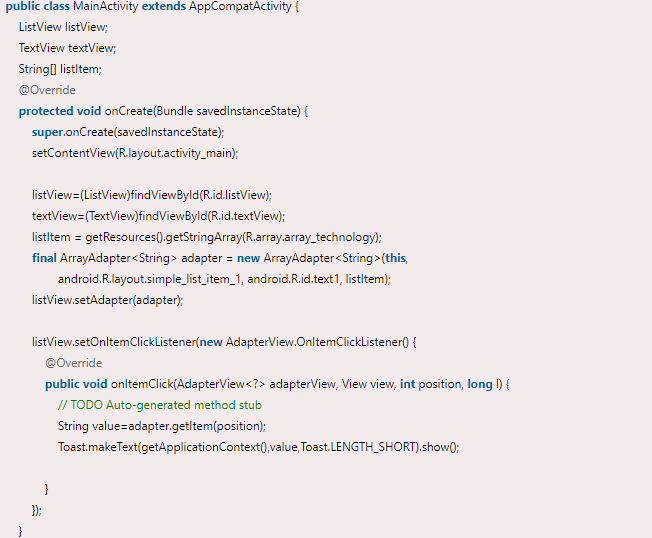 public class MainActivity extends AppCompatActivity {
ListView listView;
TextView textView;
String[] listItem;
@Override
protected void onCreate(Bundle savedInstanceState) {
super.onCreate(savedInstanceState);
setContentView(R.layout.activity_main);
listView=(ListView)findViewById(R.id.listView);
textView=(TextView)findViewById(R.id.textView);
listItem = getResources().getStringArray(R.array.array_technology);
final ArrayAdapter<String> adapter = new ArrayAdapter<String>(this,
android.R.layout.simple_list_item_1, android.R.id.text1, listItem);
listView.setAdapter(adapter);
listView.setOnItemClickListener(new AdapterView.OnItemClickListener() {
@Override
public void onItemClick(AdapterView<?> adapterView, View view, int position, long l) {
// TODO Auto-generated method stub
String value=adapter.getItem(position);
Toast.makeText(getApplicationContext(),value,Toast.LENGTH_SHORT).show();
}
});
}